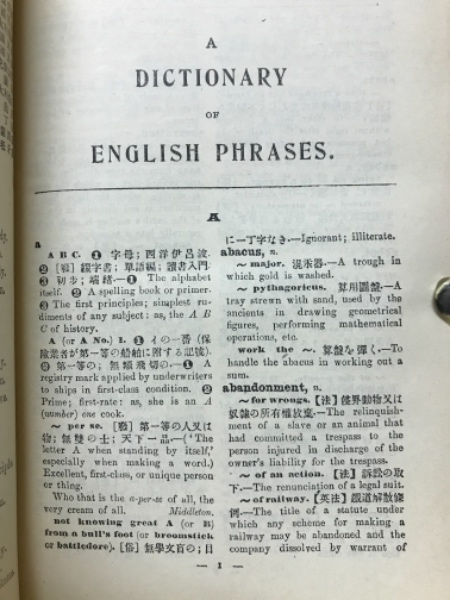 A
DICTIONARY
OF
ENGLISH PHRASES.
A
a
A B C. ❶ 字母; 西洋伊呂波.
❷ [戲] 綴字書; 單語編; 讀書入門.
❸ 初步; 端緖.—❶ The alphabet
itself. ❷ A spelling book or primer.
❸ The first principles; simplest ru-
diments of any subject: as, the A B
C of history.
A (or A No.) 1. ❶ イの一番 (保
險業者が第一等の船舶に附する記號).
❷ 第一等の; 無塲飛切の.—❶ A
registry mark applied by underwriters
to ships in first-class condition. ❷
Prime; first-rate: as, she is an A
(number) one cook.
~ per se. 第一等の人又は
物; 無雙の士; 天下一品.—('The
letter A when standing by itself,'
especially when making a word.)
Excellent, first-class, or unique person
or thing.
Who that is the a-per-se of all, the
very cream of all. Middleton.
not knowing great A (or B)
from a bull's foot (or broomstick
or battledore). [俗] 無學文盲の; 目
に一丁字なき.—Ignorant; illiterate.
abacus, n.
~ major. 混汞器.—A trough in
which gold is washed.
~ pythagoricus. 算用圖盤.—A
tray strewn with sand, used by the
ancients in drawing geometrical
figures, performing mathematical
operations, etc.
work the ~. 算盤を彈く.—To
handle the abacus in working out a
sum.
abandonment, n.
~ for wrongs. [法] 動物又は
奴隷の所有權放棄.—The relinquish-
ment of a slave or an animal that
had committed a trespass to the
person injured in discharge of the
owner's liability for the trespass.
~ of an action. [法] 訴訟の取
下.—The renunciation of a legal suit.
~ of railway. [英法] 鐵道解散條
例.—The title of a statute under
which any scheme for making a
railway may be abandoned and the
company dissolved by warrant of
— 1 —